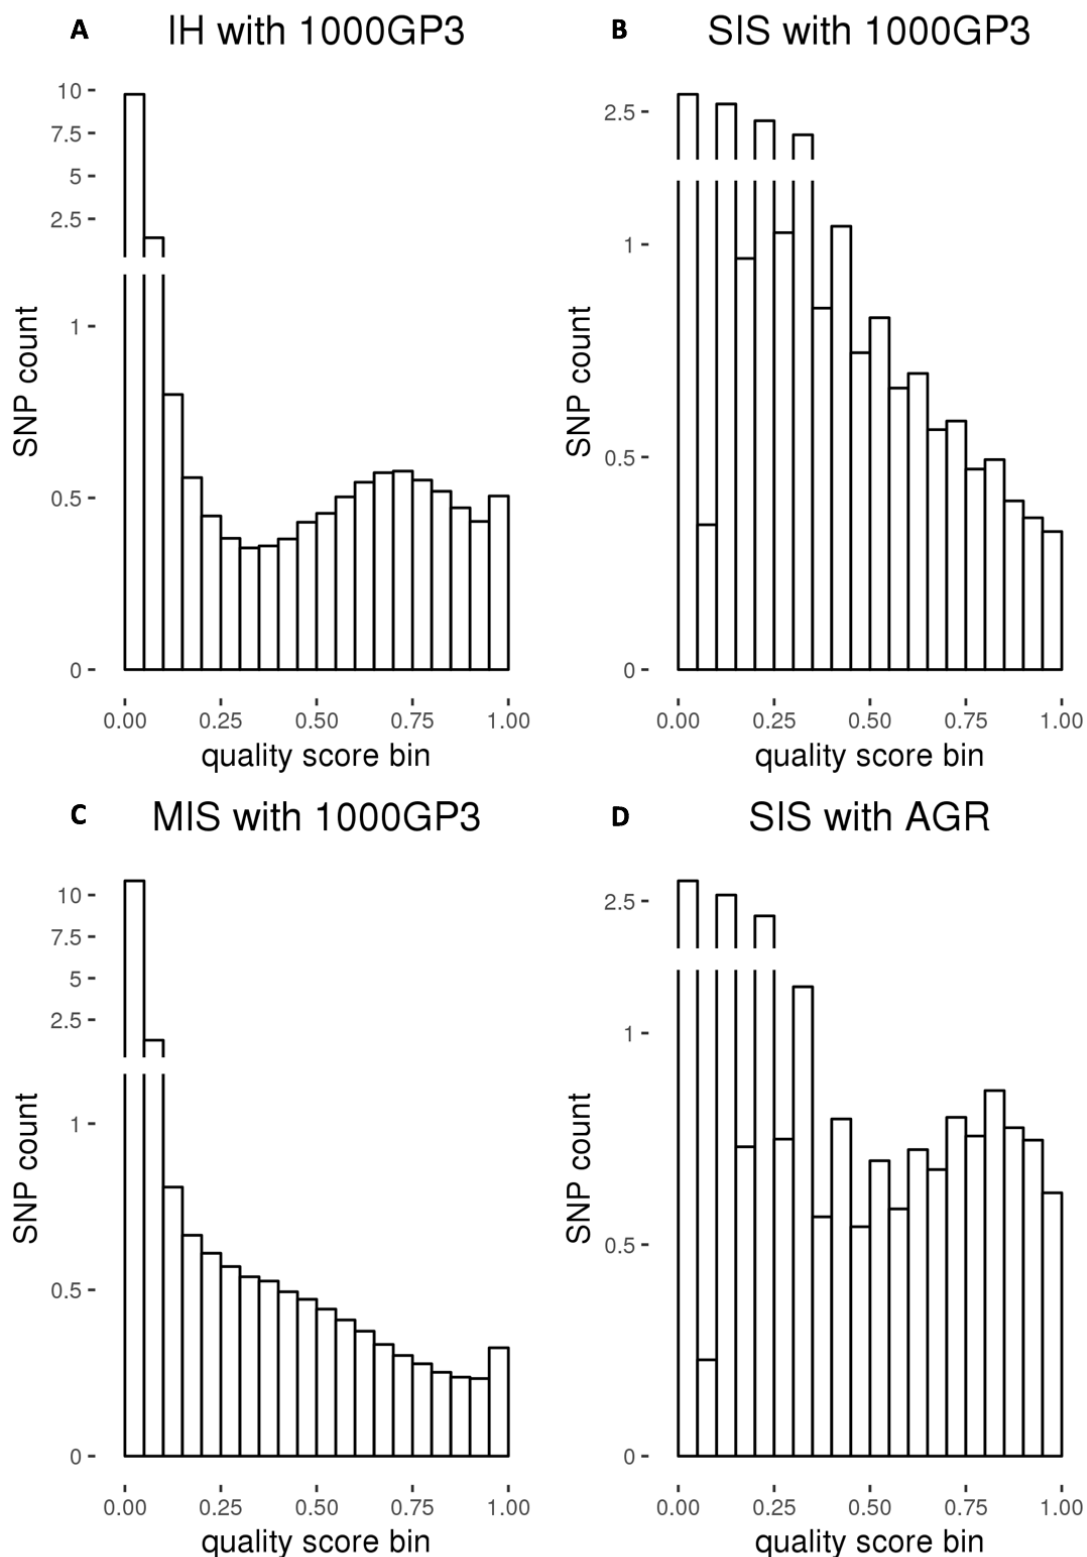 A IH with 1000GP3
10
7.5
5
2.5
1
0.5
0
SNP count
0.00 0.25 0.50 0.75 1.00
quality score bin
B SIS with 1000GP3
2.5
1
0.5
0
SNP count
0.00 0.25 0.50 0.75 1.00
quality score bin
C MIS with 1000GP3
10
7.5
5
2.5
1
0.5
0
SNP count
0.00 0.25 0.50 0.75 1.00
quality score bin
D SIS with AGR
2.5
1
0.5
0
SNP count
0.00 0.25 0.50 0.75 1.00
quality score bin